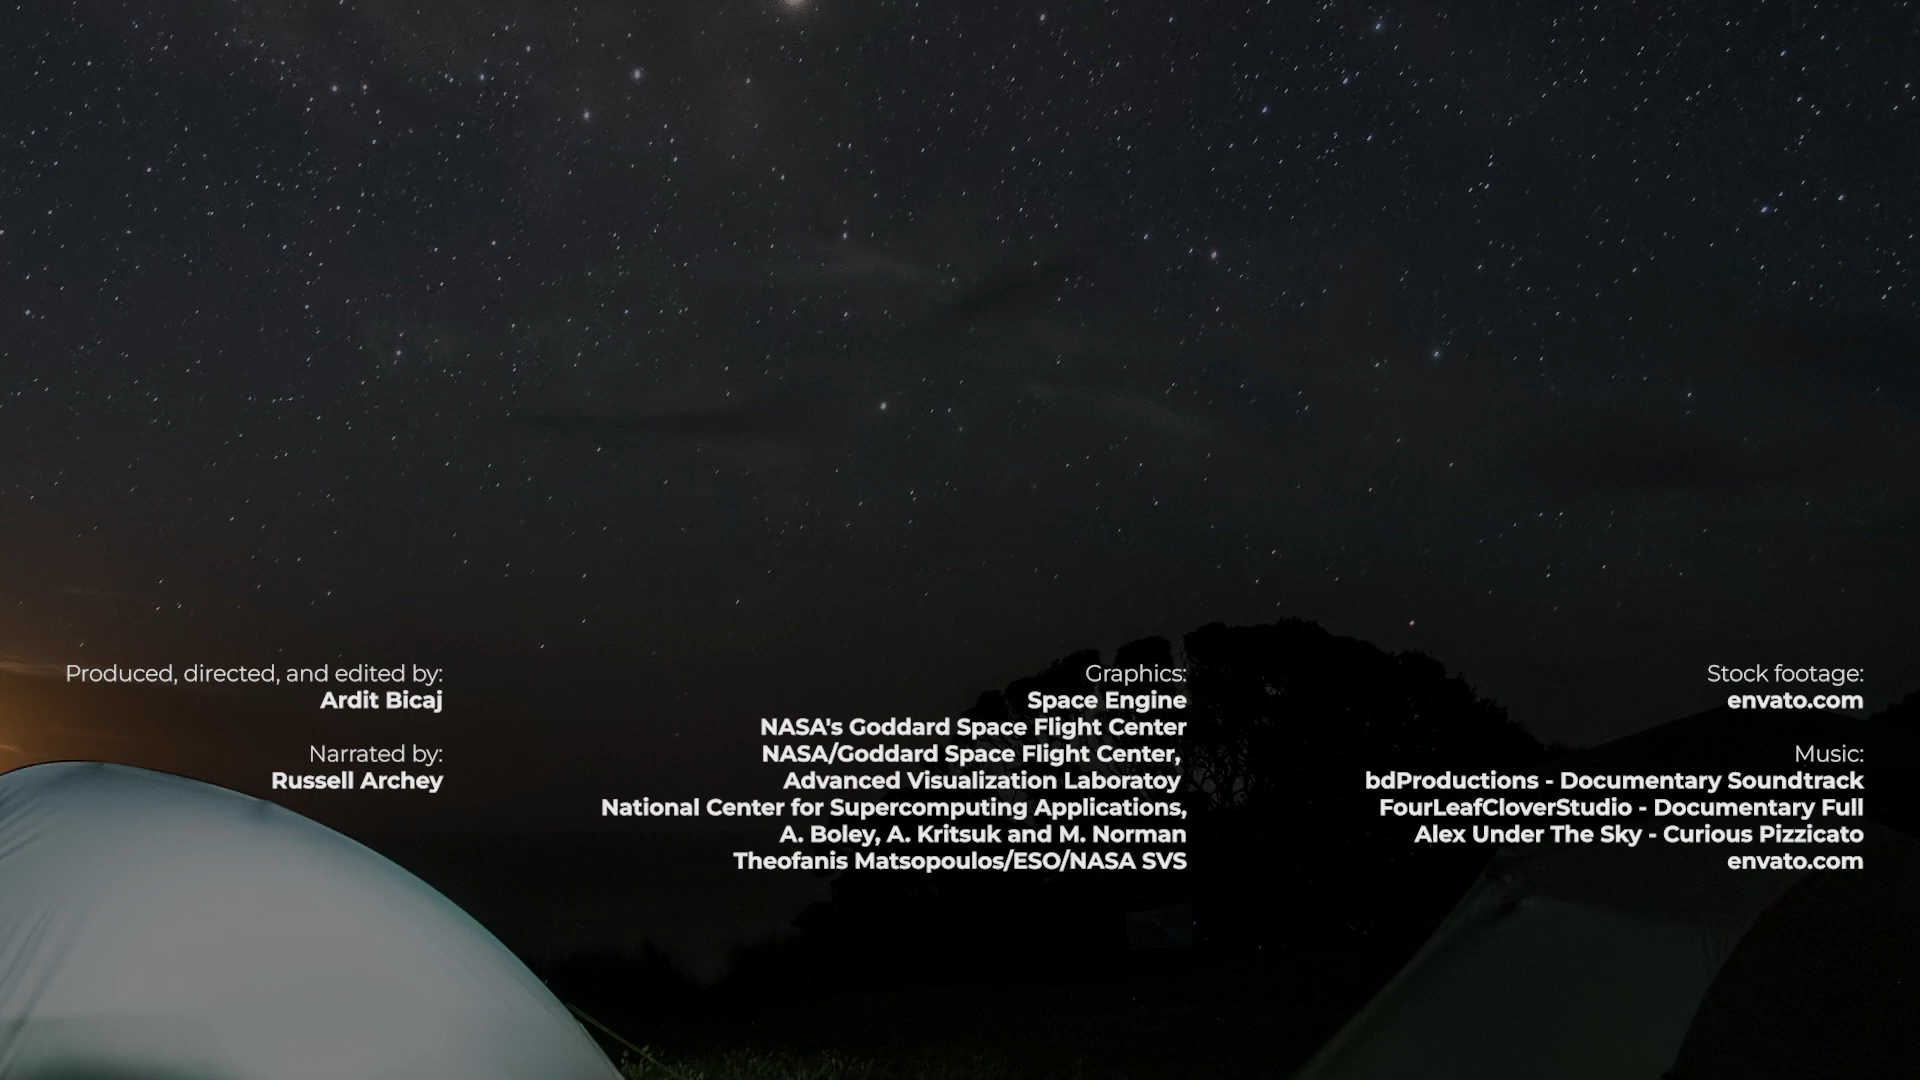 Produced, directed, and edited by:
Ardit Bicaj
Narrated by:
Russell Archey
Graphics:
Space Engine
NASA's Goddard Space Flight Center
NASA/Goddard Space Flight Center,
Advanced Visualization Laboratoy
National Center for Supercomputing Applications,
A. Boley, A. Kritsuk and M. Norman
Theofanis Matsopoulos/ESO/NASA SVS
Stock footage:
envato.com
Music:
bdProductions - Documentary Soundtrack
FourLeafCloverStudio - Documentary Full
Alex Under The Sky - Curious Pizzicato
envato.com